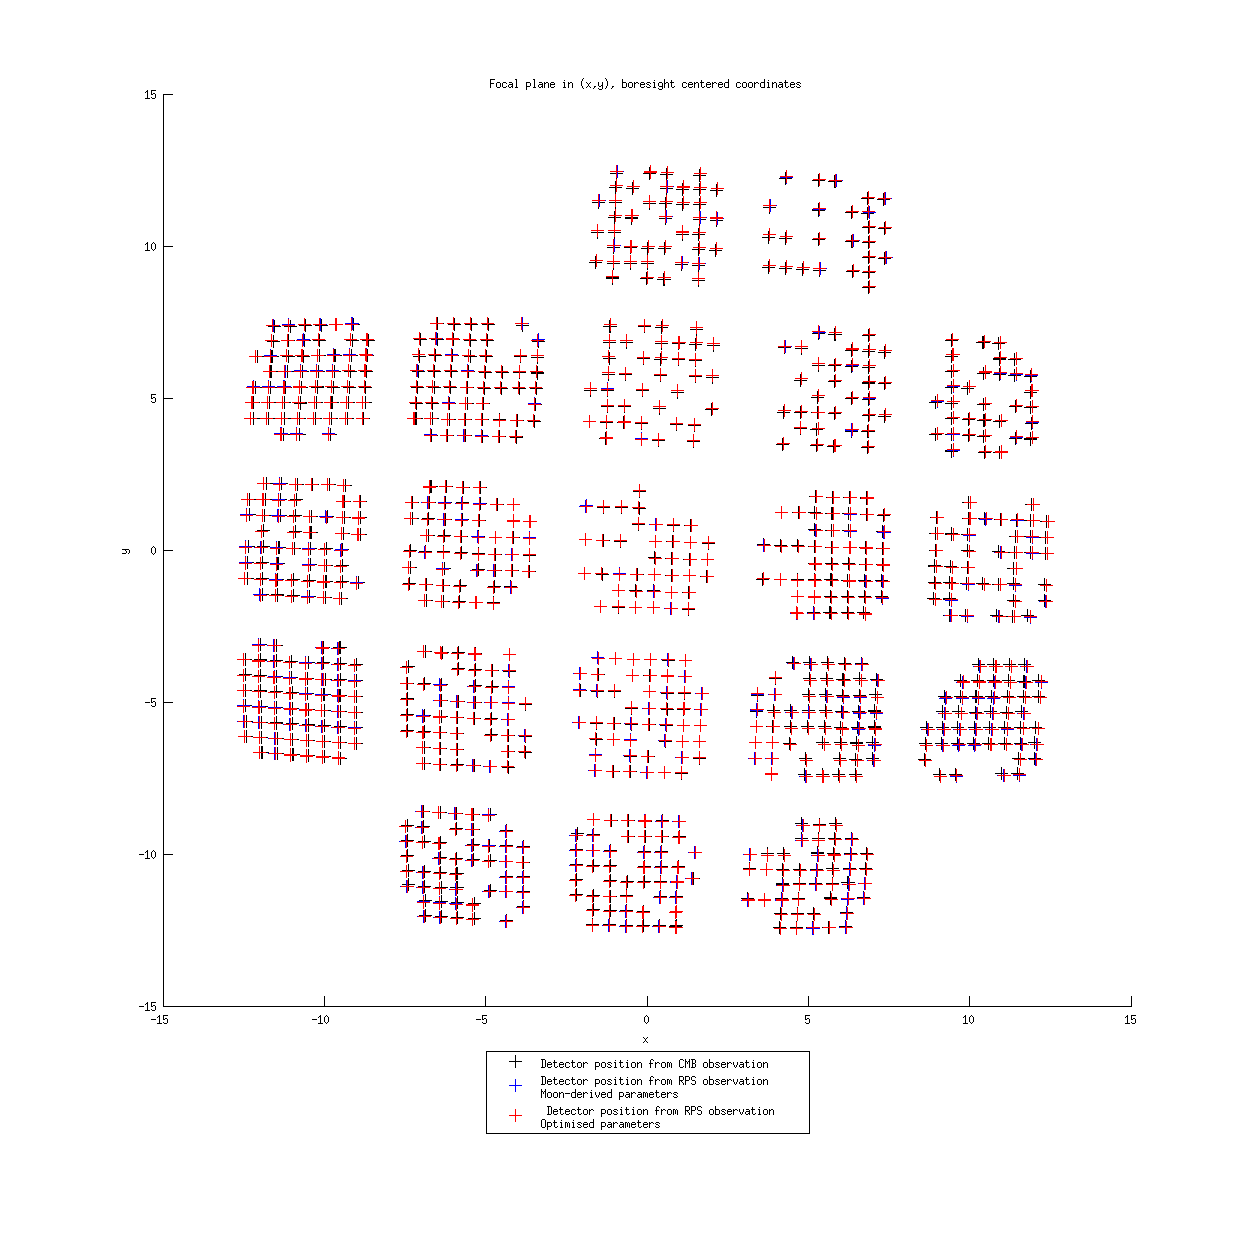 Focal plane in (x,y), boresight centered coordinates
15
10
5
y
0
-5
-10
-15
-15 -10 -5 0 5 10 15
x
Detector position from CMB observation
Detector position from RPS observation
Moon-derived parameters
Detector position from RPS observation
Optimised parameters